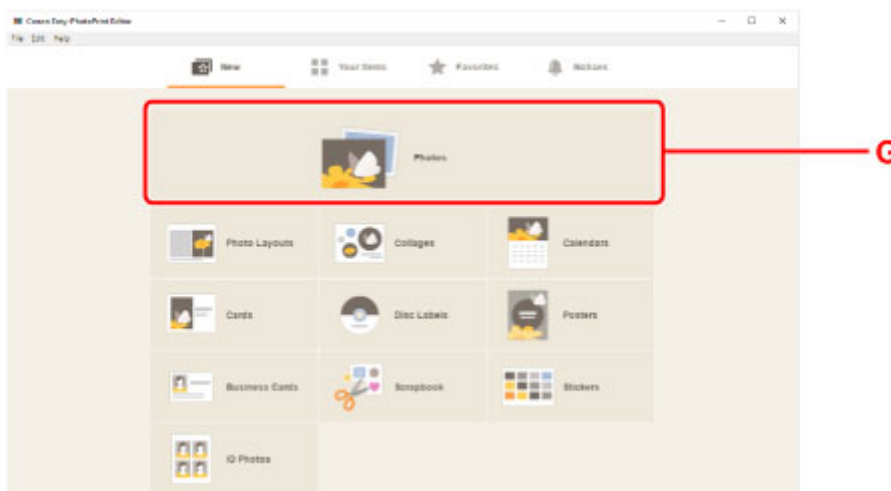 Canon Easy-PhotoPrint Editor
File Edit Help
New Your Items Favorites Notices
G
Photos
Photo Layouts Collages Calendars
Cards Disc Labels Posters
Business Cards Scrapbook Stickers
ID Photos